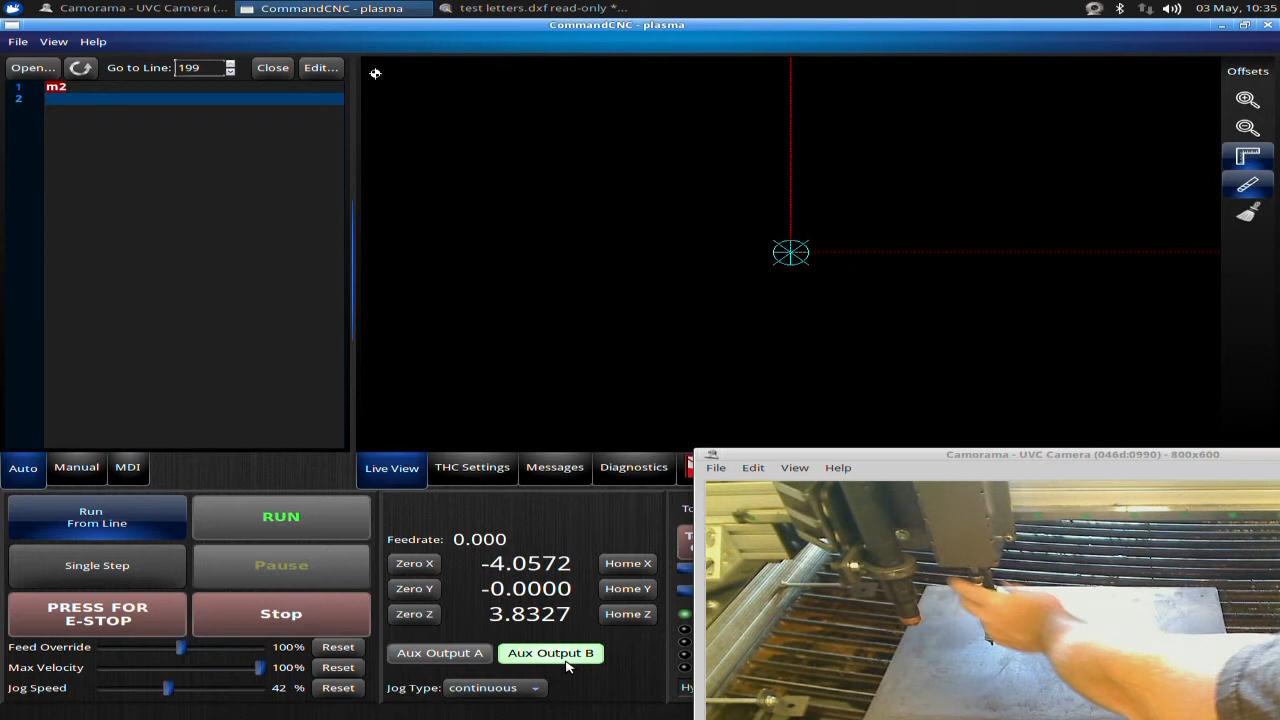 Camorama - UVC Camera (...
CommandCNC - plasma
test letters.dxf read-only *...
03 May, 10:35
CommandCNC - plasma
File View Help
Open... Go to Line: 199 Close Edit...
Offsets
1 m2
2
Auto Manual MDI
Live View THC Settings Messages Diagnostics
Camorama - UVC Camera (046d:0990) - 800x600
File Edit View Help
Run
From Line
RUN
Single Step
Pause
PRESS FOR
E-STOP
Stop
Feed Override 100% Reset
Max Velocity 100% Reset
Jog Speed 42 % Reset
Feedrate: 0.000
Zero X -4.0572 Home X
Zero Y -0.0000 Home Y
Zero Z 3.8327 Home Z
Aux Output A Aux Output B
Jog Type: continuous
To
T
Hy